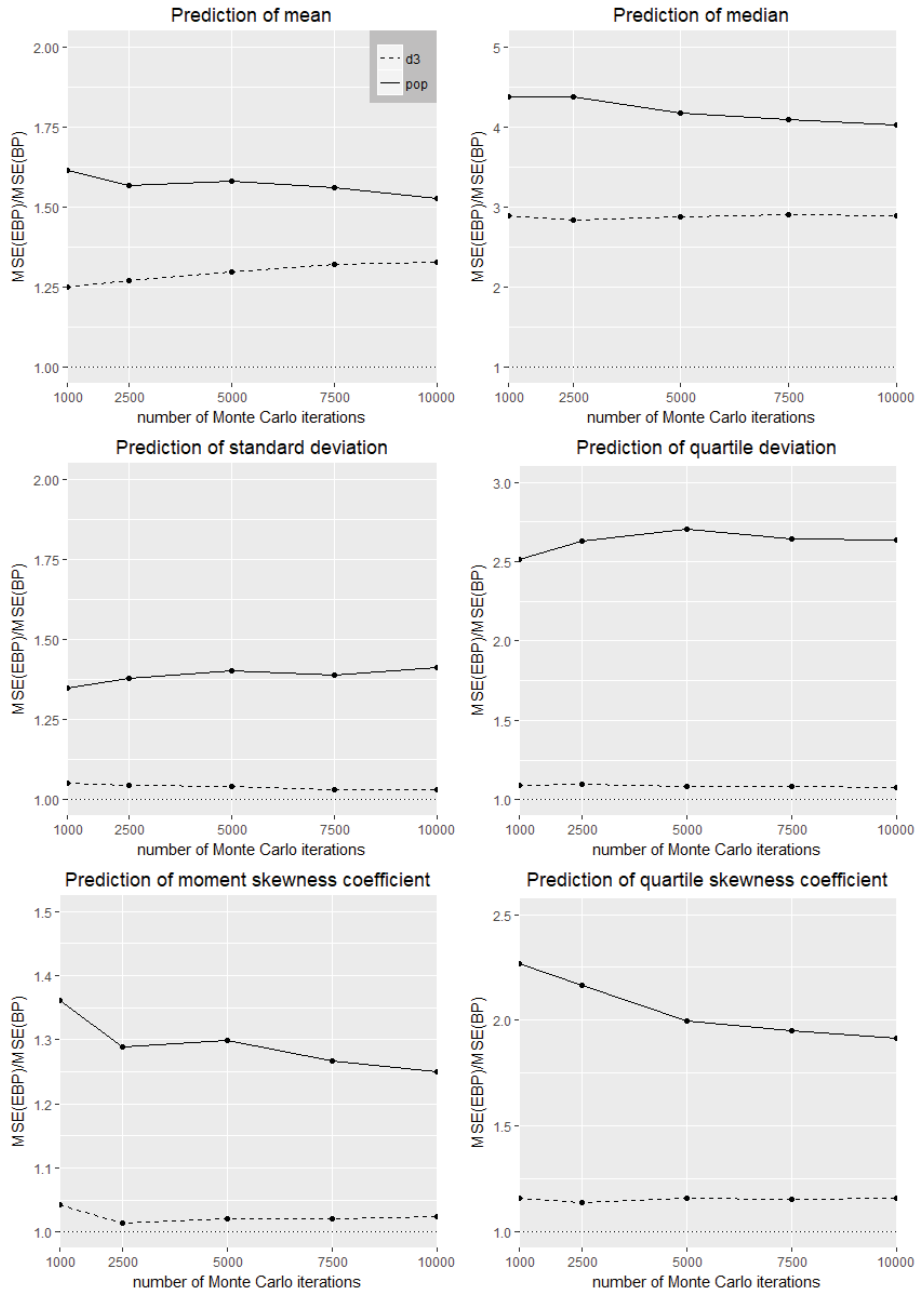 Prediction of mean
MSE(EBP)/MSE(BP)
2.00
1.75
1.50
1.25
1.00
d3
pop
1000 2500 5000 7500 10000
number of Monte Carlo iterations
Prediction of median
MSE(EBP)/MSE(BP)
5
4
3
2
1
1000 2500 5000 7500 10000
number of Monte Carlo iterations
Prediction of standard deviation
MSE(EBP)/MSE(BP)
2.00
1.75
1.50
1.25
1.00
1000 2500 5000 7500 10000
number of Monte Carlo iterations
Prediction of quartile deviation
MSE(EBP)/MSE(BP)
3.0
2.5
2.0
1.5
1.0
1000 2500 5000 7500 10000
number of Monte Carlo iterations
Prediction of moment skewness coefficient
MSE(EBP)/MSE(BP)
1.5
1.4
1.3
1.2
1.1
1.0
1000 2500 5000 7500 10000
number of Monte Carlo iterations
Prediction of quartile skewness coefficient
MSE(EBP)/MSE(BP)
2.5
2.0
1.5
1.0
1000 2500 5000 7500 10000
number of Monte Carlo iterations